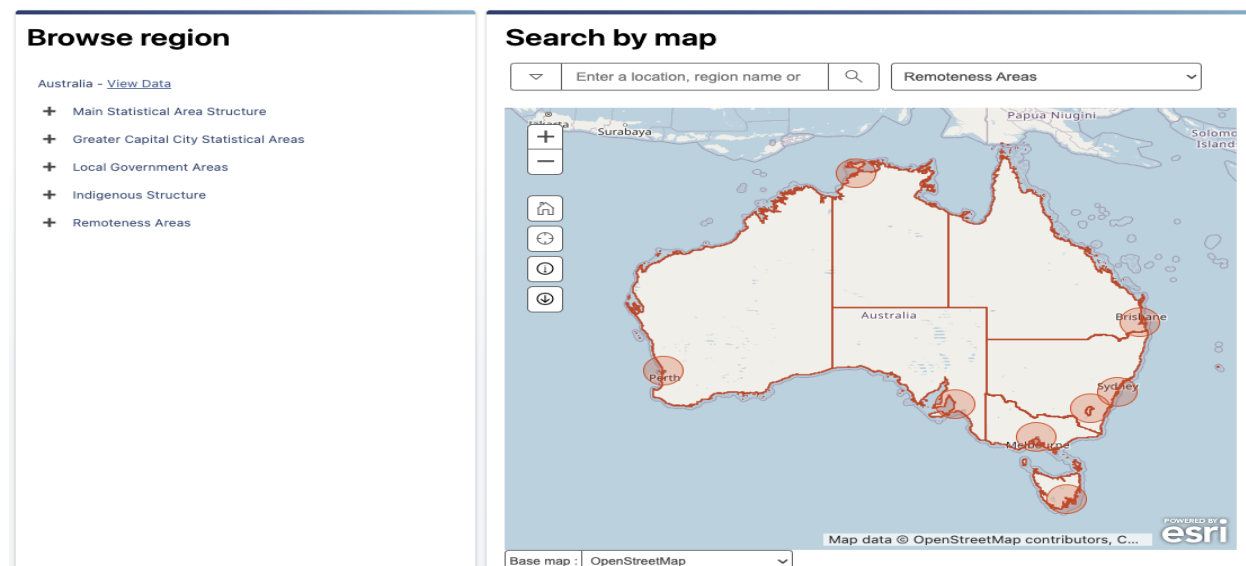 Browse region
Australia - View Data
Main Statistical Area Structure
Greater Capital City Statistical Areas
Local Government Areas
Indigenous Structure
Remoteness Areas
Search by map
Enter a location, region name or
Remoteness Areas
Surabaya
Papua Niugini
Solomo
Island
Australia
Brisbane
Perth
Sydney
Melbourne
POWERED BY
esri
Map data © OpenStreetMap contributors, C...
Base map : OpenStreetMap